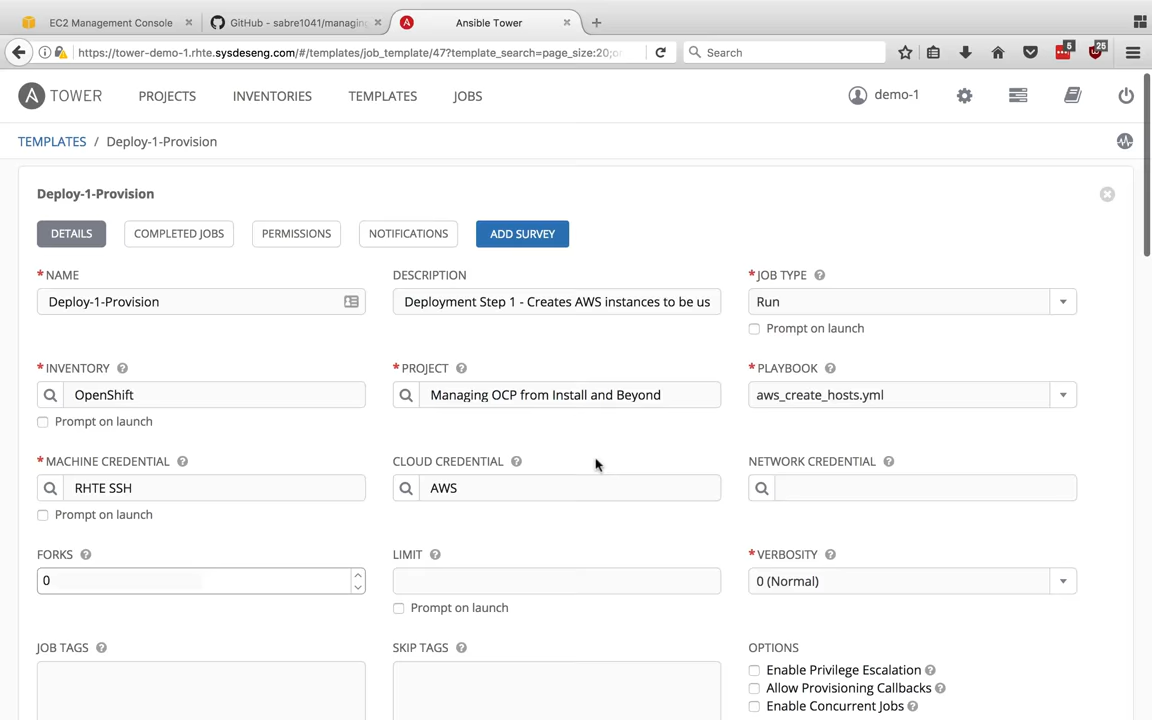 EC2 Management Console
GitHub - sabre1041/managing
Ansible Tower
https://tower-demo-1.rhte.sysdeseng.com/#/templates/job_template/47?template_search=page_size:20;
Search
6
26
A TOWER PROJECTS INVENTORIES TEMPLATES JOBS demo-1
TEMPLATES / Deploy-1-Provision
Deploy-1-Provision
DETAILS COMPLETED JOBS PERMISSIONS NOTIFICATIONS ADD SURVEY
* NAME DESCRIPTION * JOB TYPE ?
Deploy-1-Provision Deployment Step 1 - Creates AWS instances to be us Run
Prompt on launch
* INVENTORY ? * PROJECT ? * PLAYBOOK ?
OpenShift Managing OCP from Install and Beyond aws_create_hosts.yml
Prompt on launch
* MACHINE CREDENTIAL ? CLOUD CREDENTIAL ? NETWORK CREDENTIAL ?
RHTE SSH AWS
Prompt on launch
FORKS ? LIMIT ? * VERBOSITY ?
0 0 (Normal)
Prompt on launch
JOB TAGS ? SKIP TAGS ? OPTIONS
Enable Privilege Escalation ?
Allow Provisioning Callbacks ?
Enable Concurrent Jobs ?